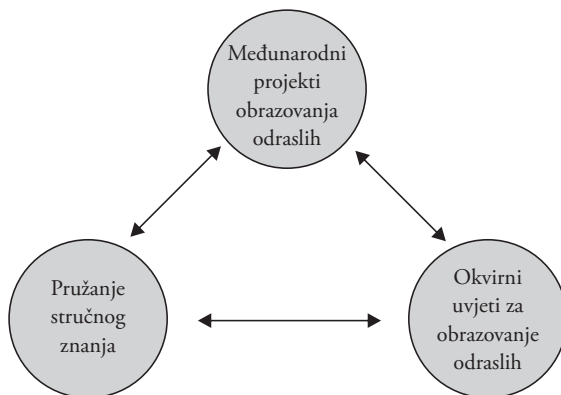 Međunarodni
projekti
obrazovanja
odraslih
Pružanje
stručnog
znanja
Okvirni
uvjeti za
obrazovanje
odraslih